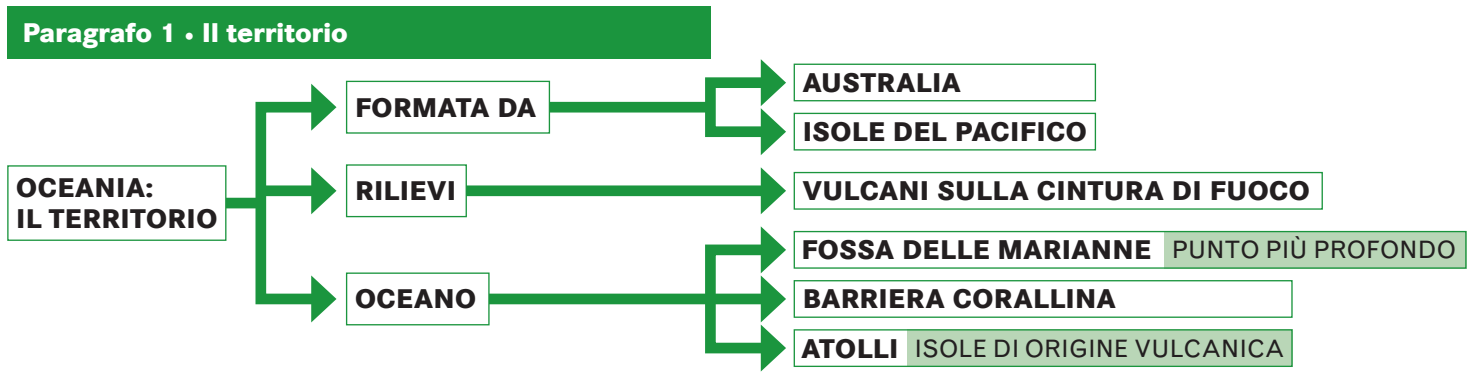 Paragrafo 1 • Il territorio
OCEANIA:
IL TERRITORIO
FORMATA DA
AUSTRALIA
ISOLE DEL PACIFICO
RILIEVI
VULCANI SULLA CINTURA DI FUOCO
OCEANO
FOSSA DELLE MARIANNE PUNTO PIÙ PROFONDO
BARRIERA CORALLINA
ATOLLI ISOLE DI ORIGINE VULCANICA